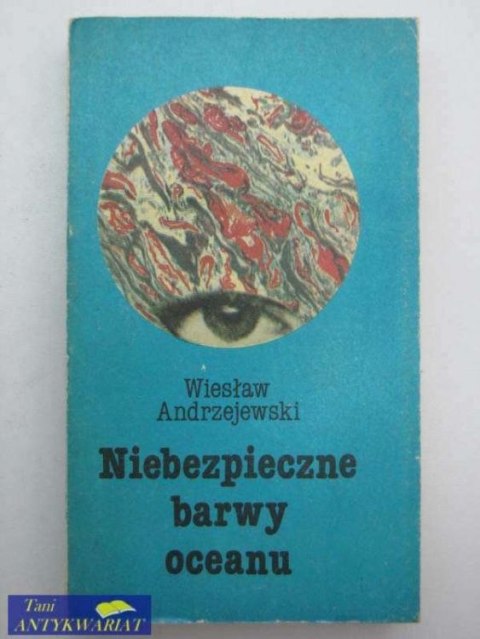 Wiesław
Andrzejewski
Niebezpieczne
barwy
oceanu
Tani
ANTYKWARIAT